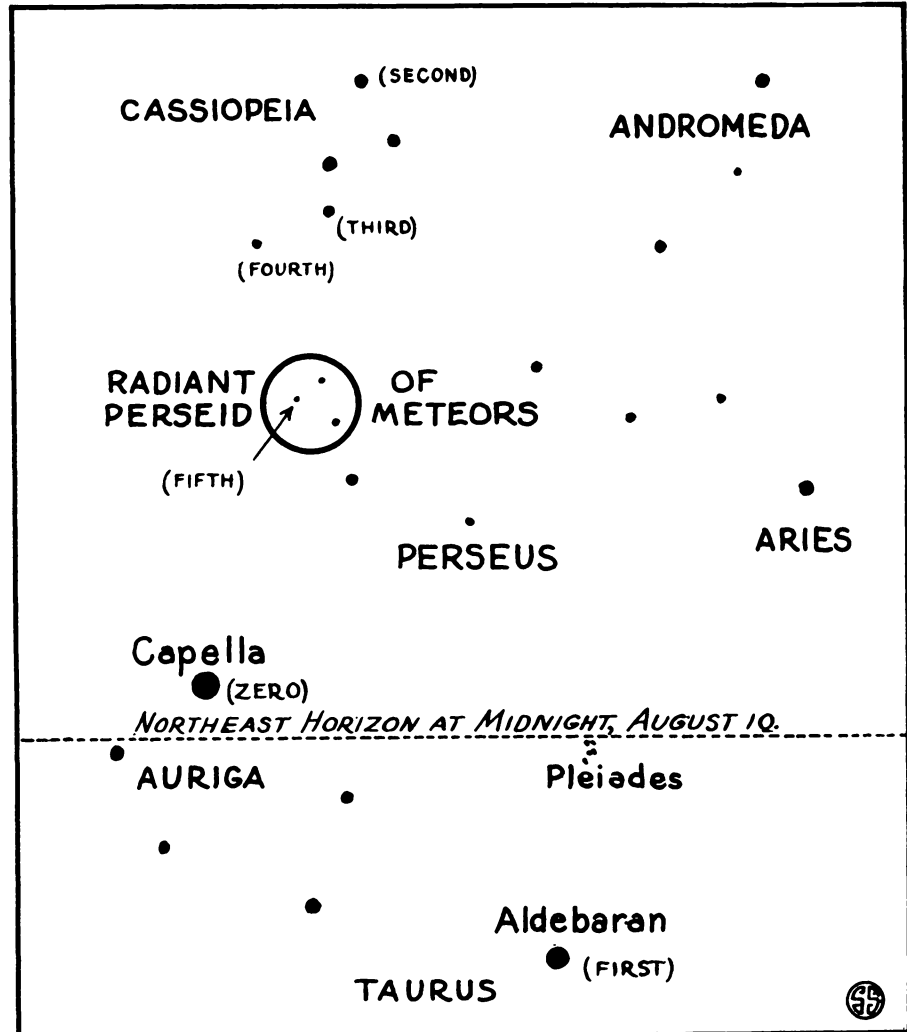 (SECOND)
CASSIOPEIA
ANDROMEDA
(THIRD)
(FOURTH)
RADIANT OF
PERSEID METEORS
(FIFTH)
PERSEUS
ARIES
Capella
(ZERO)
NORTHEAST HORIZON AT MIDNIGHT, AUGUST 10.
AURIGA
Pleiades
Aldebaran
(FIRST)
TAURUS
SS